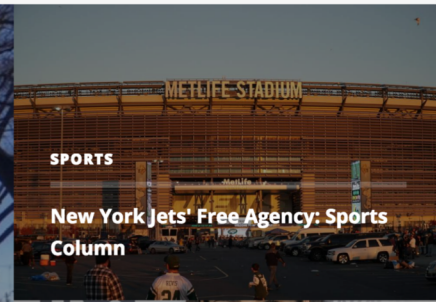 METLIFE STADIUM
SPORTS
MetLife
New York Jets' Free Agency: Sports
Column